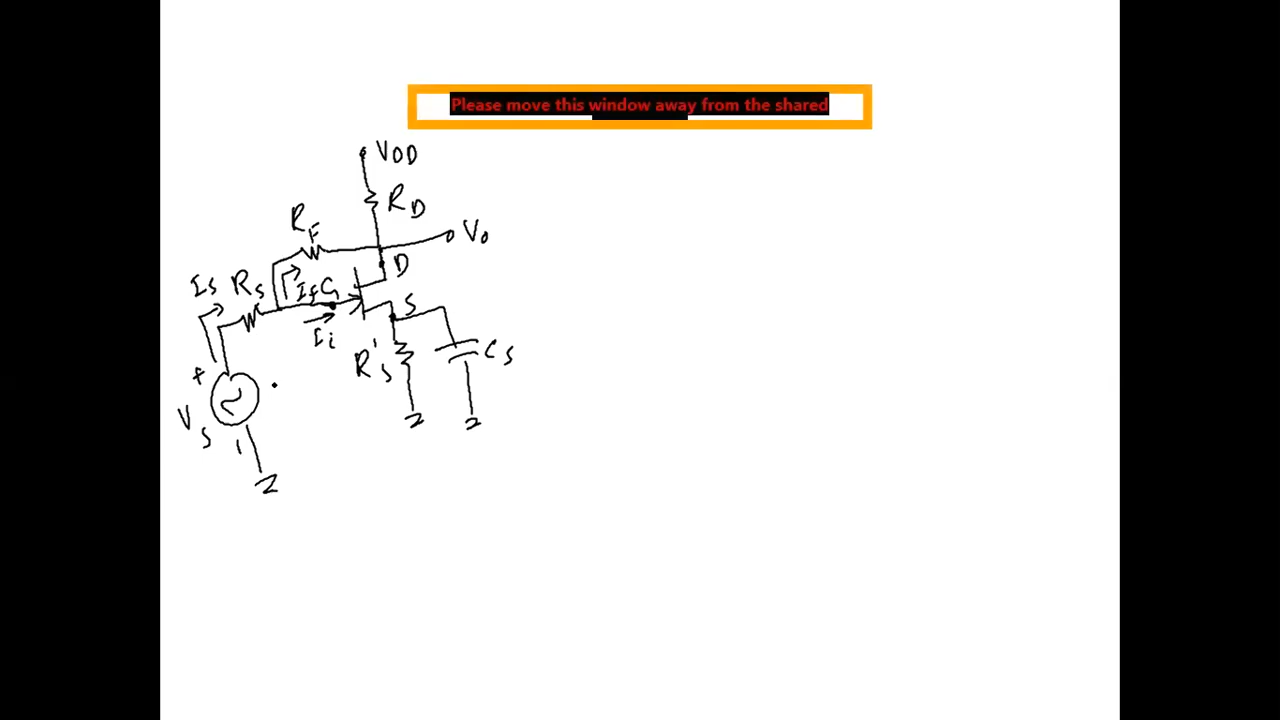 Please move this window away from the shared
VDD
RD
RF
Vo
D
Is
Rs
If
G
S
Ii
R's
Cs
+
Vs